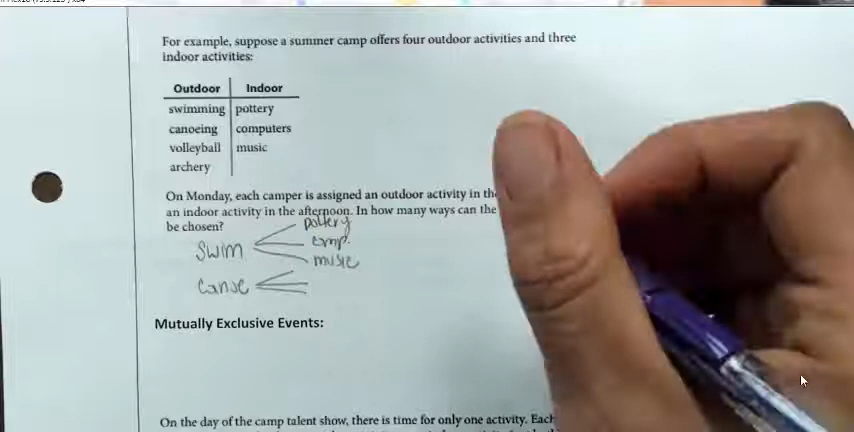 For example, suppose a summer camp offers four outdoor activities and three
indoor activities:
Outdoor Indoor
swimming pottery
canoeing computers
volleyball music
archery
On Monday, each camper is assigned an outdoor activity in
an indoor activity in the afternoon. In how many ways can the
be chosen?
pottery
swim comp.
music
canoe
Mutually Exclusive Events:
On the day of the camp talent show, there is time for only one activity. Each